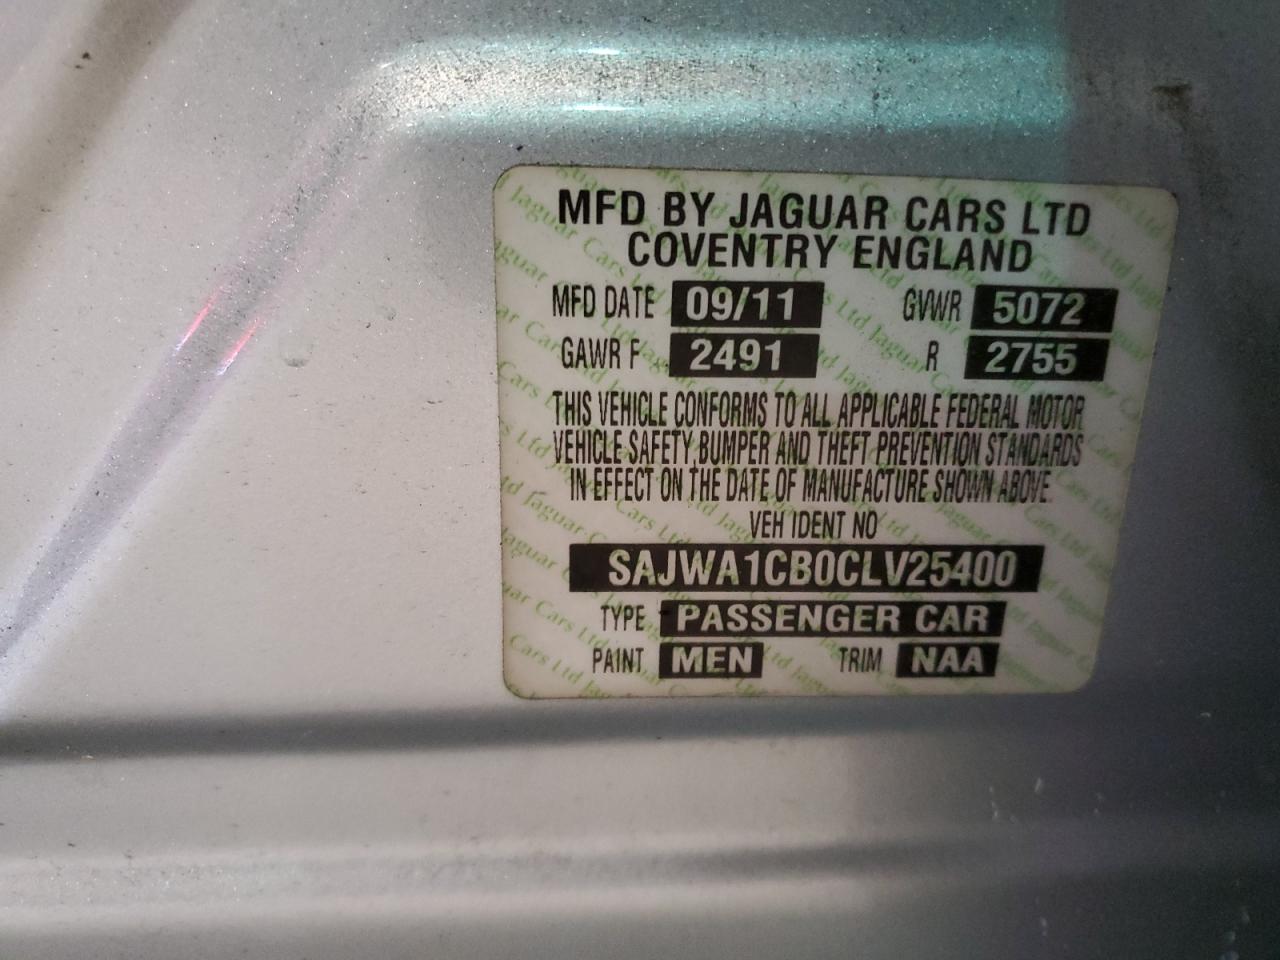 MFD BY JAGUAR CARS LTD
COVENTRY ENGLAND
MFD DATE 09/11 GVWR 5072
GAWR F 2491 R 2755
THIS VEHICLE CONFORMS TO ALL APPLICABLE FEDERAL MOTOR
VEHICLE SAFETY, BUMPER AND THEFT PREVENTION STANDARDS
IN EFFECT ON THE DATE OF MANUFACTURE SHOWN ABOVE.
VEH IDENT NO
SAJWA1CB0CLV25400
TYPE PASSENGER CAR
PAINT MEN TRIM NAA